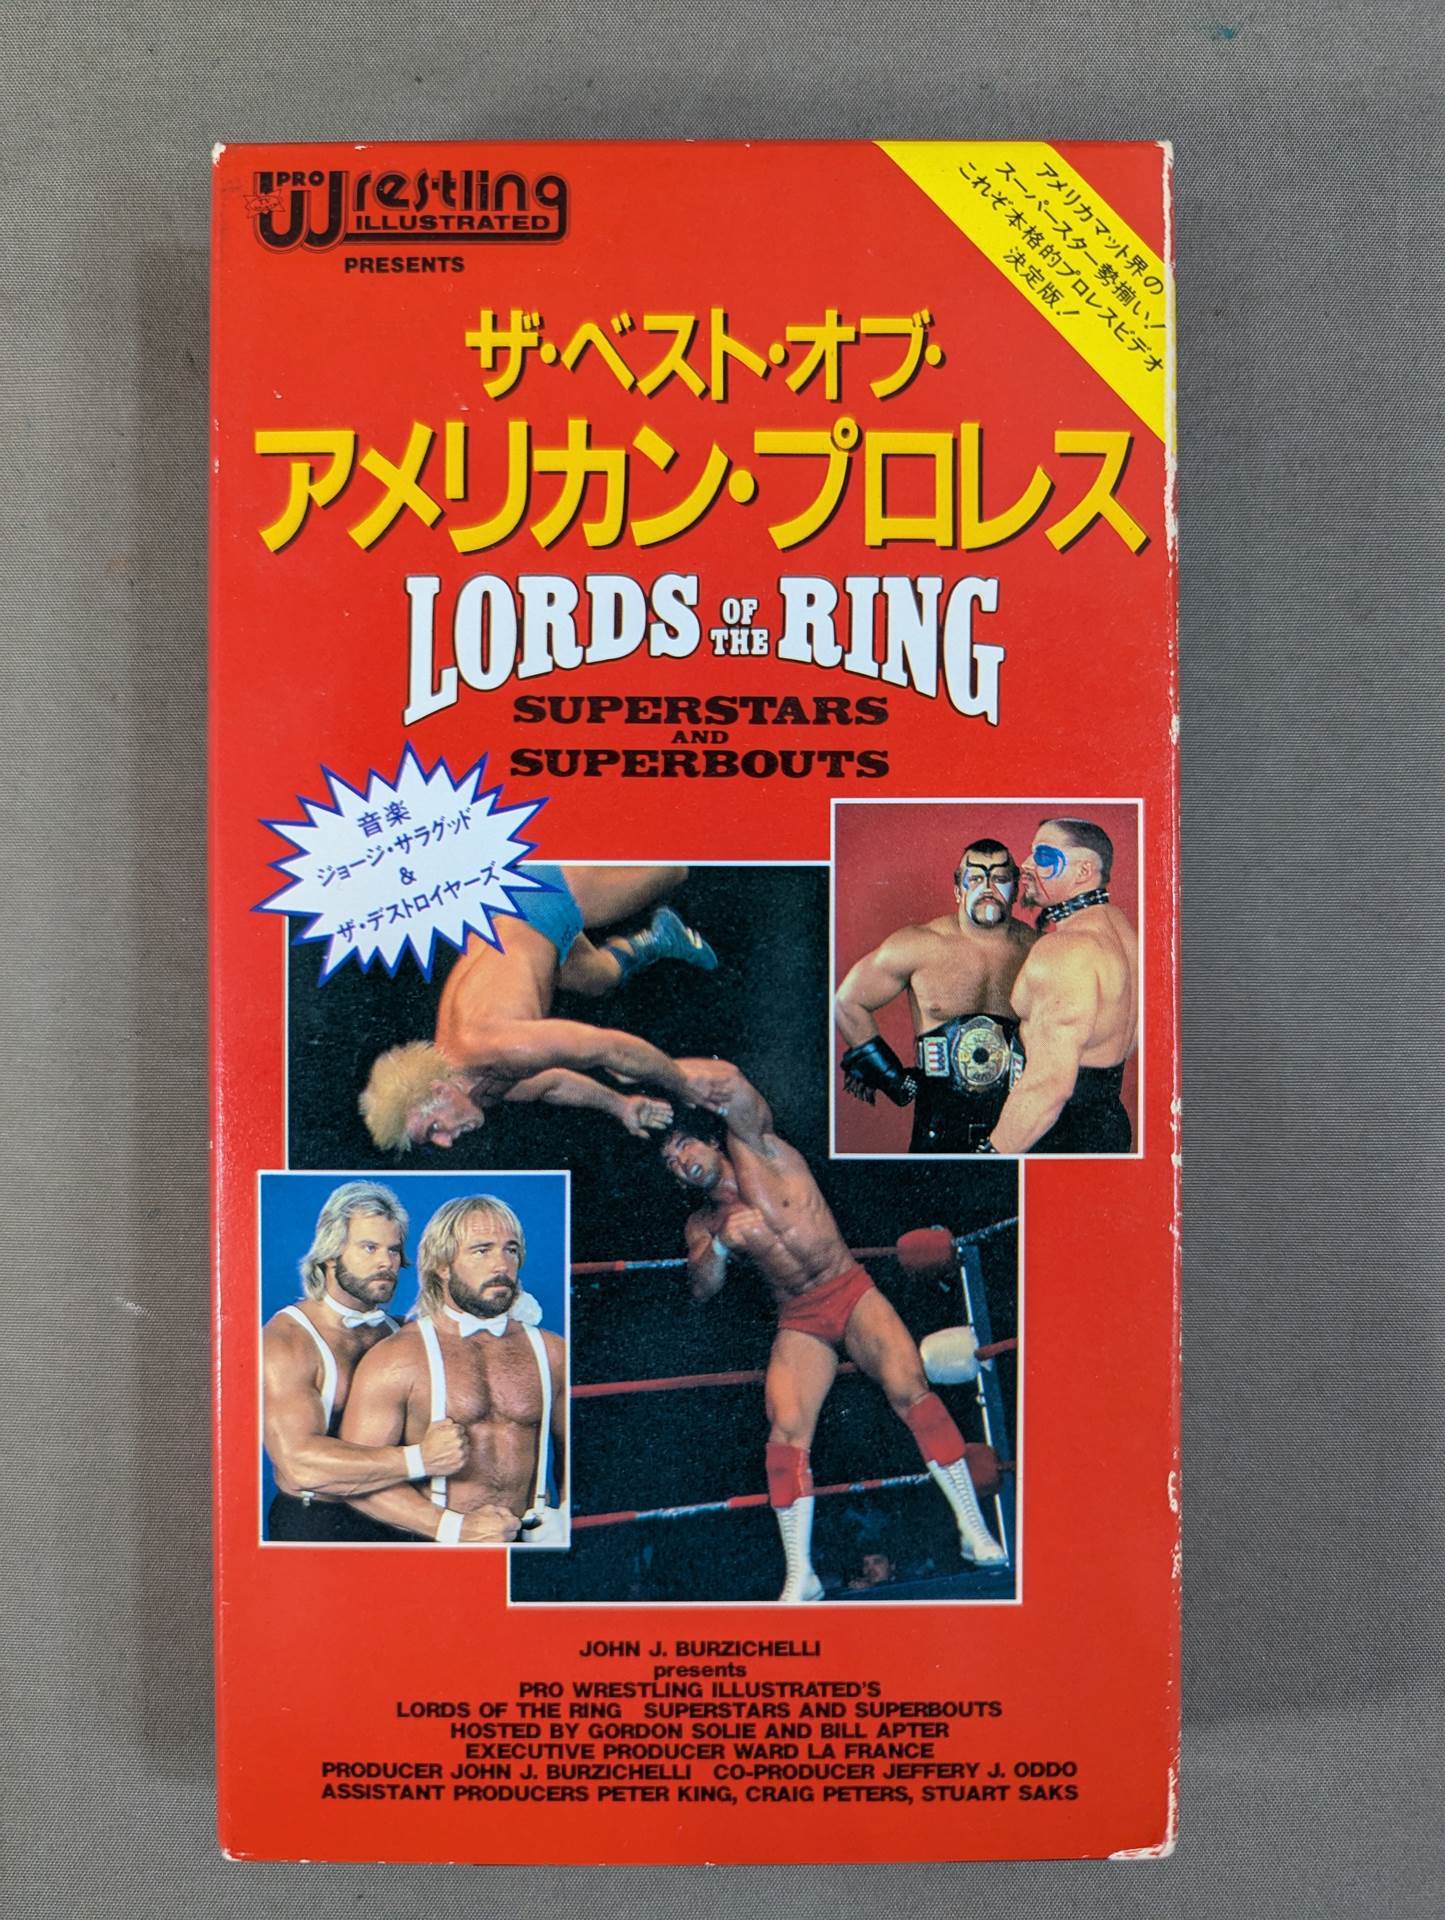 PRO Wrestling
ILLUSTRATED
PRESENTS
アメリカマット界の
スーパースター勢揃い!
これぞ本格的プロレスビデオ
決定版!
ザ・ベスト・オブ・
アメリカン・プロレス
LORDS OF THE RING
SUPERSTARS
AND
SUPERBOUTS
音楽
ジョージ・サラグッド
&
ザ・デストロイヤーズ
JOHN J. BURZICHELLI
presents
PRO WRESTLING ILLUSTRATED'S
LORDS OF THE RING SUPERSTARS AND SUPERBOUTS
HOSTED BY GORDON SOLIE AND BILL APTER
EXECUTIVE PRODUCER WARD LA FRANCE
PRODUCER JOHN J. BURZICHELLI CO-PRODUCER JEFFERY J. ODDO
ASSISTANT PRODUCERS PETER KING, CRAIG PETERS, STUART SAKS